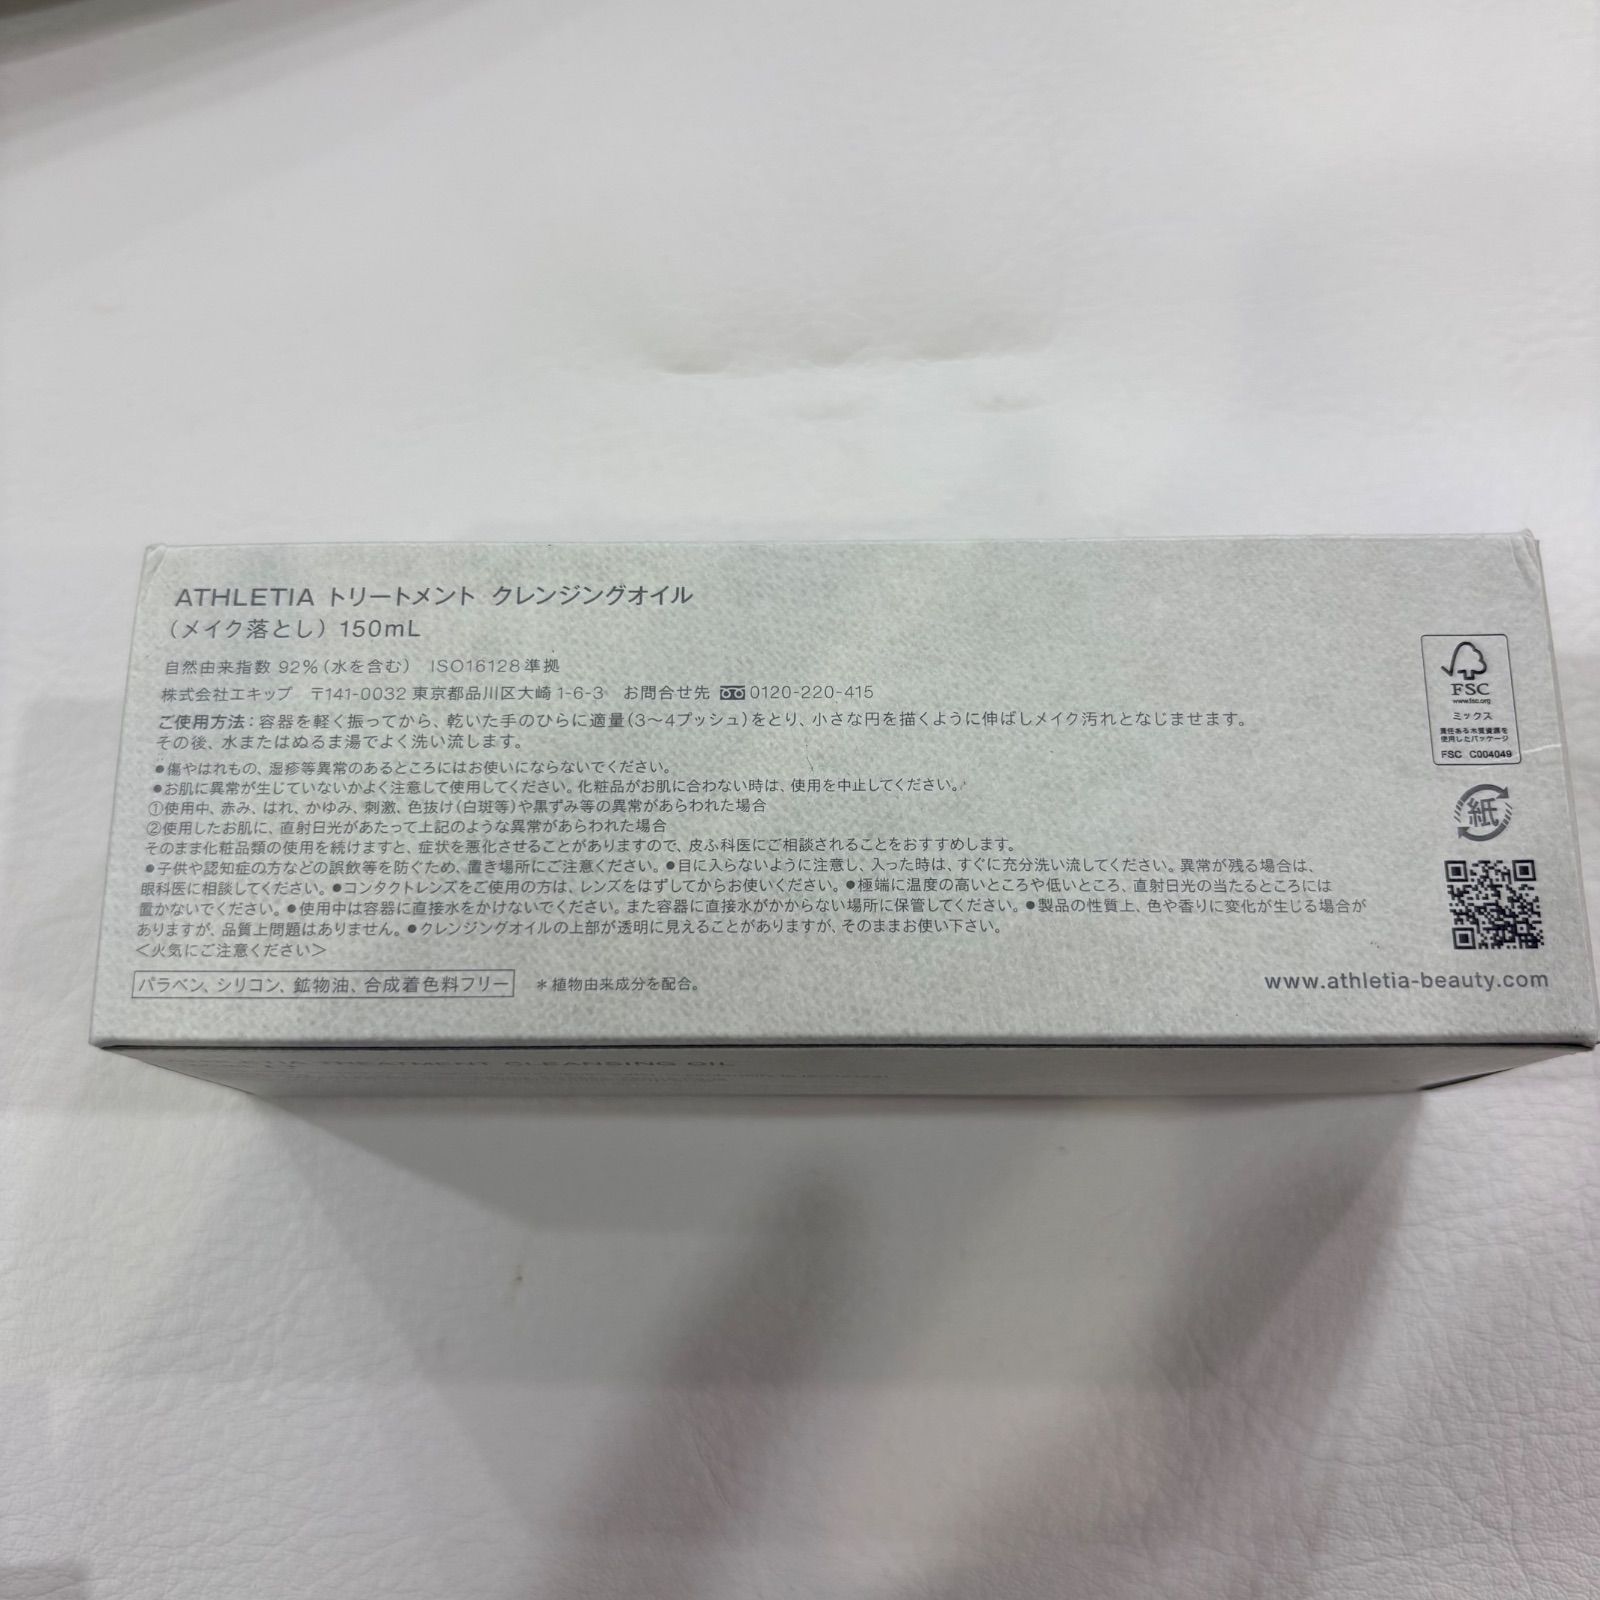 ATHLETIA トリートメント クレンジングオイル
（メイク落とし）150mL
自然由来指数 92%（水を含む） ISO16128準拠
株式会社エキップ 〒141-0032 東京都品川区大崎1-6-3 お問合せ先 0120-220-415
ご使用方法：容器を軽く振ってから、乾いた手のひらに適量（3〜4プッシュ）をとり、小さな円を描くように伸ばしメイク汚れとなじませます。
その後、水またはぬるま湯でよく洗い流します。
●傷やはれもの、湿疹等異常のあるところにはお使いにならないでください。
●お肌に異常が生じていないかよく注意して使用してください。化粧品がお肌に合わない時は、使用を中止してください。
①使用中、赤み、はれ、かゆみ、刺激、色抜け（白斑等）や黒ずみ等の異常があらわれた場合
②使用したお肌に、直射日光があたって上記のような異常があらわれた場合
そのまま化粧品類の使用を続けますと、症状を悪化させることがありますので、皮ふ科医にご相談されることをおすすめします。
●子供や認知症の方などの誤飲等を防ぐため、置き場所にご注意ください。●目に入らないように注意し、入った時は、すぐに充分洗い流してください。異常が残る場合は、
眼科医に相談してください。●コンタクトレンズをご使用の方は、レンズをはずしてからお使いください。●極端に温度の高いところや低いところ、直射日光の当たるところには
置かないでください。●使用中は容器に直接水をかけないでください。また容器に直接水がかからない場所に保管してください。●製品の性質上、色や香りに変化が生じる場合が
ありますが、品質上問題はありません。●クレンジングオイルの上部が透明に見えることがありますが、そのままお使い下さい。
＜火気にご注意ください＞
パラベン、シリコン、鉱物油、合成着色料フリー ＊植物由来成分を配合。
FSC
www.fsc.org
ミックス
責任ある木質資源を
使用したパッケージ
FSC C004049
紙
www.athletia-beauty.com
TREATMENT CLEANSING OIL